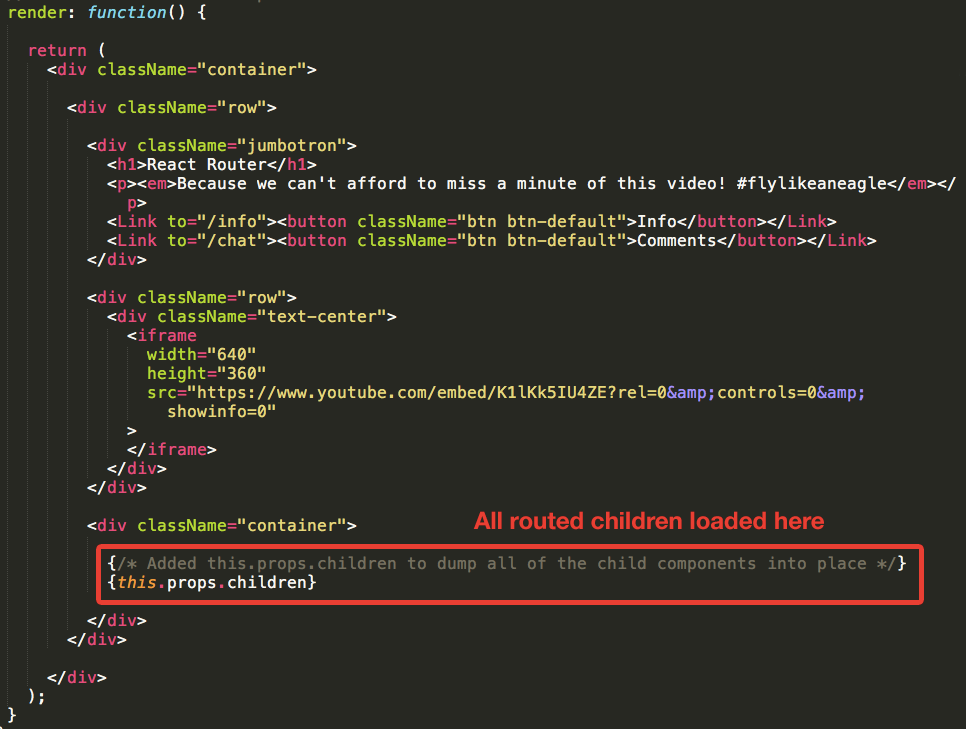 render: function() {
return (
<div className="container">
<div className="row">
<div className="jumbotron">
<h1>React Router</h1>
<p><em>Because we can't afford to miss a minute of this video! #flylikeaneagle</em></
p>
<Link to="/info"><button className="btn btn-default">Info</button></Link>
<Link to="/chat"><button className="btn btn-default">Comments</button></Link>
</div>
<div className="row">
<div className="text-center">
<iframe
width="640"
height="360"
src="https://www.youtube.com/embed/K1lKk5IU4ZE?rel=0&amp;controls=0&amp;
showinfo=0"
>
</iframe>
</div>
</div>
<div className="container">
All routed children loaded here
{/* Added this.props.children to dump all of the child components into place */}
{this.props.children}
</div>
</div>
</div>
);
}